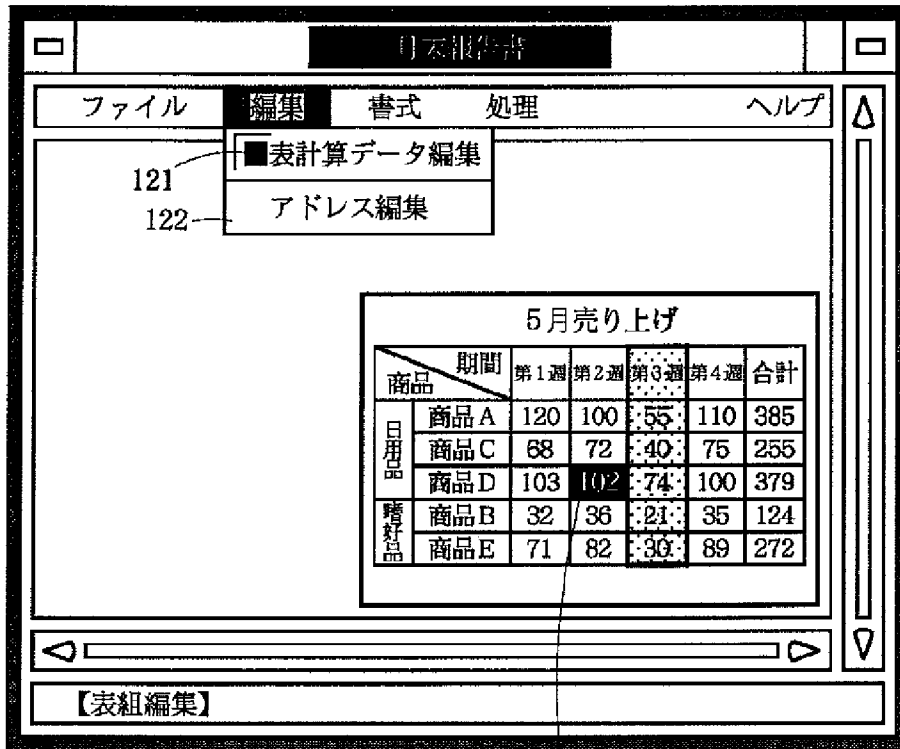 月次報告書
ファイル 編集 書式 処理 ヘルプ
■表計算データ編集
121
アドレス編集
122
5月売り上げ
期間 商品 第1週 第2週 第3週 第4週 合計
日用品 商品A 120 100 55 110 385
商品C 68 72 40 75 255
商品D 103 102 74 100 379
嗜好品 商品B 32 36 21 35 124
商品E 71 82 30 89 272
【表組編集】